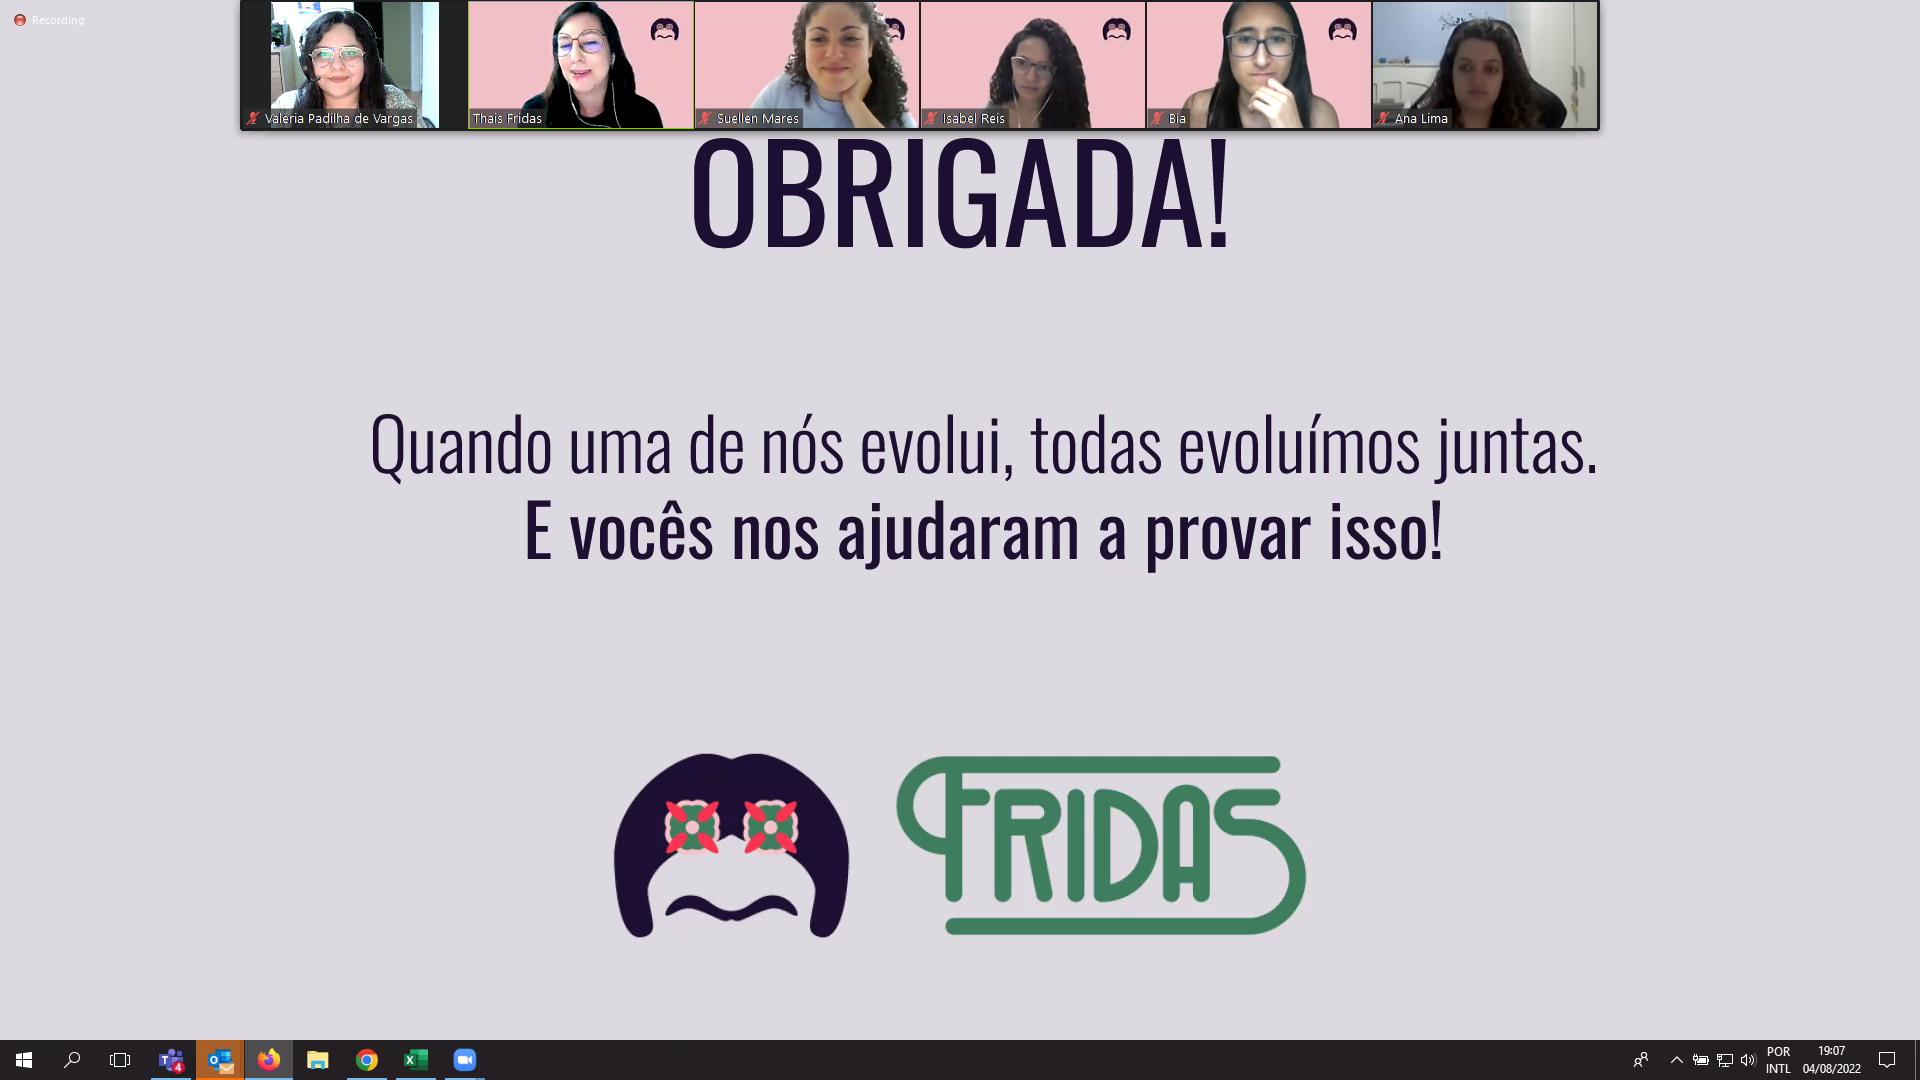 Recording
Valéria Padilha de Vargas
Thais Fridas
Suellen Mares
Isabel Reis
Bia
Ana Lima
OBRIGADA!
Quando uma de nós evolui, todas evoluímos juntas.
E vocês nos ajudaram a provar isso!
FRIDAS
4
POR
INTL
19:07
04/08/2022